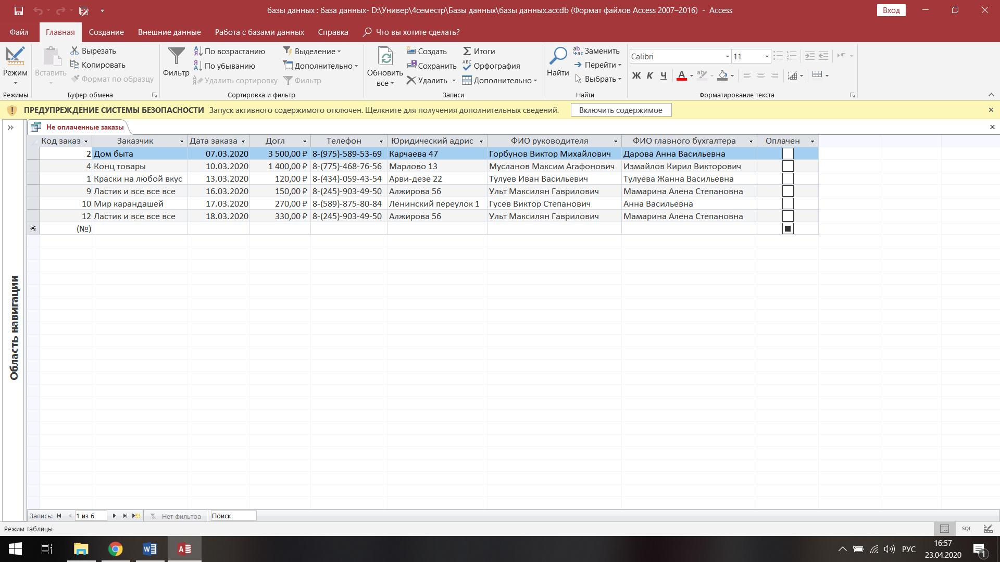 базы данных : база данных- D:\Универ\4семестр\Базы данных\базы данных.accdb (Формат файлов Access 2007–2016) - Access
Вход
Файл Главная Создание Внешние данные Работа с базами данных Справка Что вы хотите сделать?
Режим
Режимы
Вставить
Вырезать
Копировать
Формат по образцу
Буфер обмена
Фильтр
По возрастанию
По убыванию
Удалить сортировку
Выделение
Дополнительно
Фильтр
Сортировка и фильтр
Обновить
все
Создать
Сохранить
Удалить
Итоги
Орфография
Дополнительно
Записи
Найти
Заменить
Перейти
Выбрать
Найти
Calibri 11
Ж К Ч
Форматирование текста
ПРЕДУПРЕЖДЕНИЕ СИСТЕМЫ БЕЗОПАСНОСТИ Запуск активного содержимого отключен. Щелкните для получения дополнительных сведений. Включить содержимое
Не оплаченные заказы
Область навигации
Код заказ Заказчик Дата заказа Догл Телефон Юридический адрис ФИО руководителя ФИО главного бухгалтера Оплачен
2 Дом быта 07.03.2020 3 500,00 ₽ 8-(975)-589-53-69 Карчаева 47 Горбунов Виктор Михайлович Дарова Анна Васильевна
4 Конц товары 10.03.2020 1 400,00 ₽ 8-(775)-468-76-56 Марлово 13 Мусланов Максим Агафонович Измайлов Кирил Викторович
1 Краски на любой вкус 13.03.2020 120,00 ₽ 8-(434)-059-43-54 Арви-дезе 22 Тулуев Иван Васильевич Тулуева Жанна Васильевна
9 Ластик и все все все 16.03.2020 150,00 ₽ 8-(245)-903-49-50 Алжирова 56 Ульт Максилян Гаврилович Мамарина Алена Степановна
10 Мир карандашей 17.03.2020 270,00 ₽ 8-(589)-875-80-84 Ленинский переулок 1 Гусев Виктор Степанович Анна Васильевна
12 Ластик и все все все 18.03.2020 330,00 ₽ 8-(245)-903-49-50 Алжирова 56 Ульт Максилян Гаврилович Мамарина Алена Степановна
(№)
Запись: 1 из 6 Нет фильтра Поиск
Режим таблицы
SQL
РУС
16:57
23.04.2020
1